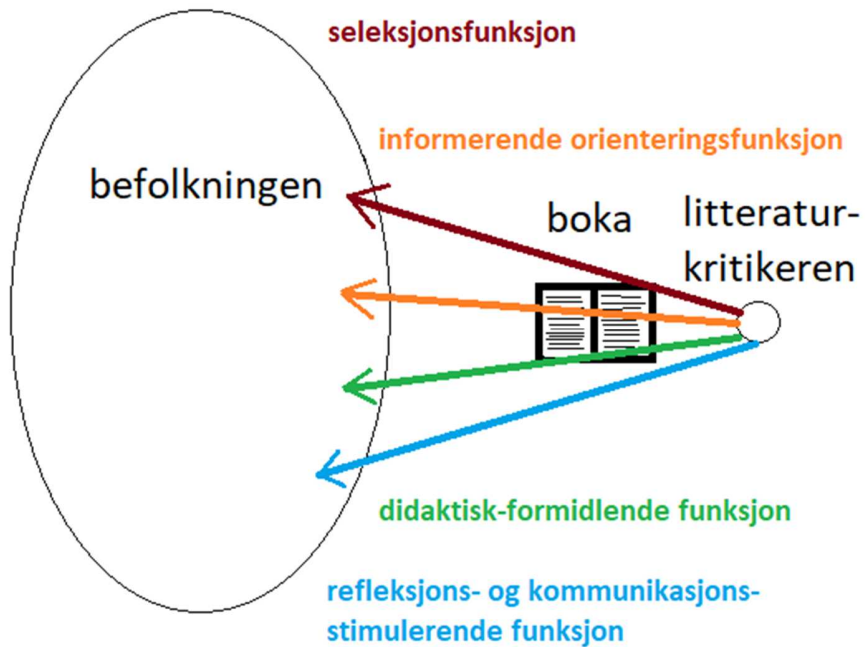 seleksjonsfunksjon
informerende orienteringsfunksjon
befolkningen
boka
litteratur-
kritikeren
didaktisk-formidlende funksjon
refleksjons- og kommunikasjons-
stimulerende funksjon